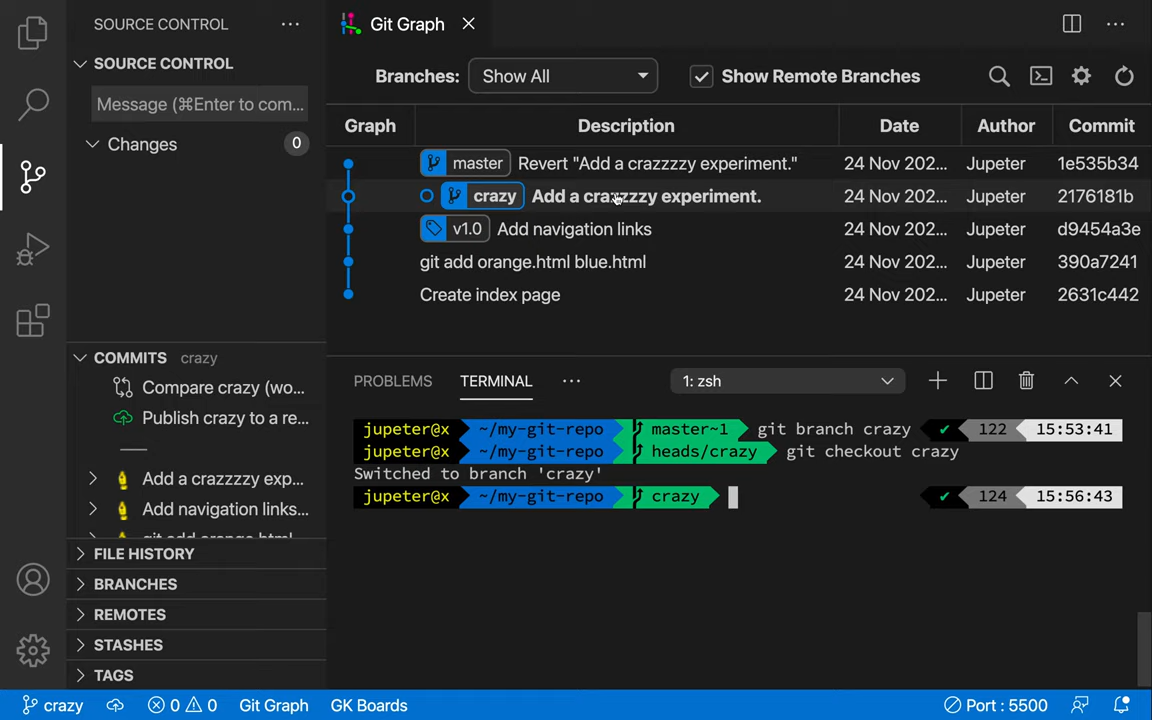 SOURCE CONTROL ...
Git Graph
SOURCE CONTROL
Message (⌘Enter to com...
Changes 0
Branches: Show All Show Remote Branches
Graph Description Date Author Commit
master Revert "Add a crazzzzy experiment." 24 Nov 202... Jupeter 1e535b34
crazy Add a crazzzzy experiment. 24 Nov 202... Jupeter 2176181b
v1.0 Add navigation links 24 Nov 202... Jupeter d9454a3e
git add orange.html blue.html 24 Nov 202... Jupeter 390a7241
Create index page 24 Nov 202... Jupeter 2631c442
COMMITS crazy
Compare crazy (wo...
Publish crazy to a re...
Add a crazzzzy exp...
Add navigation links...
git add orange.html
FILE HISTORY
BRANCHES
REMOTES
STASHES
TAGS
PROBLEMS TERMINAL ... 1: zsh
jupeter@x ~/my-git-repo master~1 git branch crazy ✔ 122 15:53:41
jupeter@x ~/my-git-repo heads/crazy git checkout crazy
Switched to branch 'crazy'
jupeter@x ~/my-git-repo crazy ✔ 124 15:56:43
crazy 0 0 Git Graph GK Boards Port : 5500